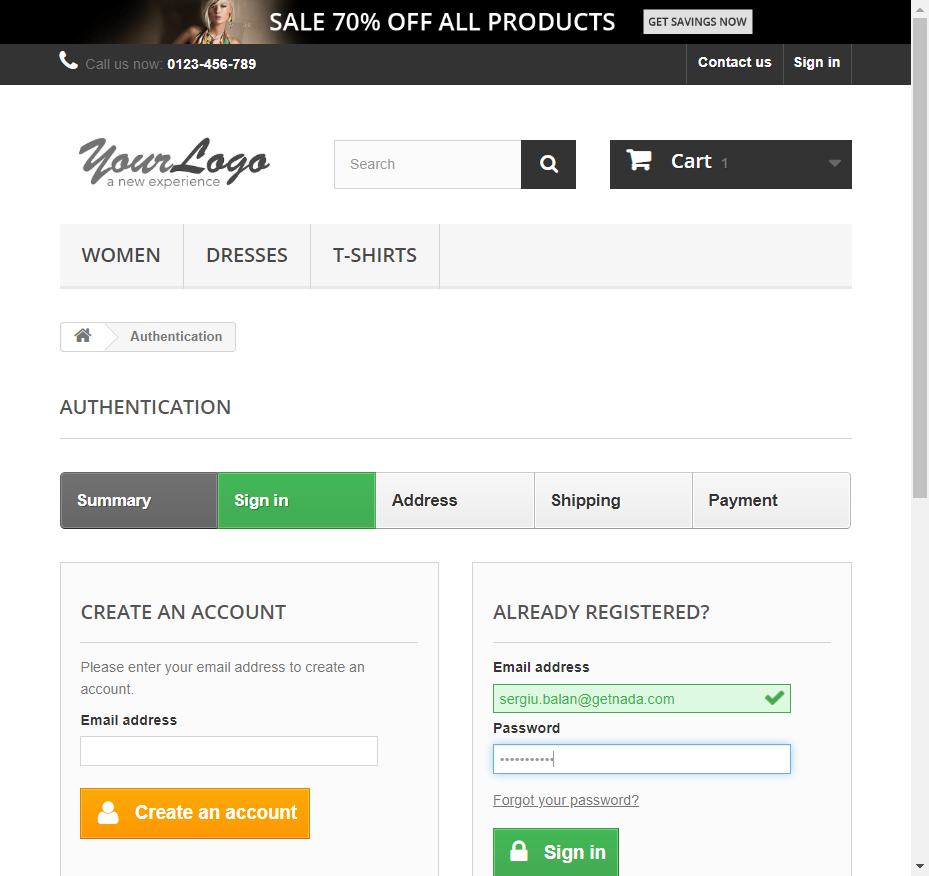 SALE 70% OFF ALL PRODUCTS GET SAVINGS NOW
Call us now: 0123-456-789 Contact us Sign in
YourLogo
a new experience
Search
Cart 1
WOMEN DRESSES T-SHIRTS
Authentication
AUTHENTICATION
Summary Sign in Address Shipping Payment
CREATE AN ACCOUNT
Please enter your email address to create an
account.
Email address
Create an account
ALREADY REGISTERED?
Email address
sergiu.balan@getnada.com
Password
Forgot your password?
Sign in